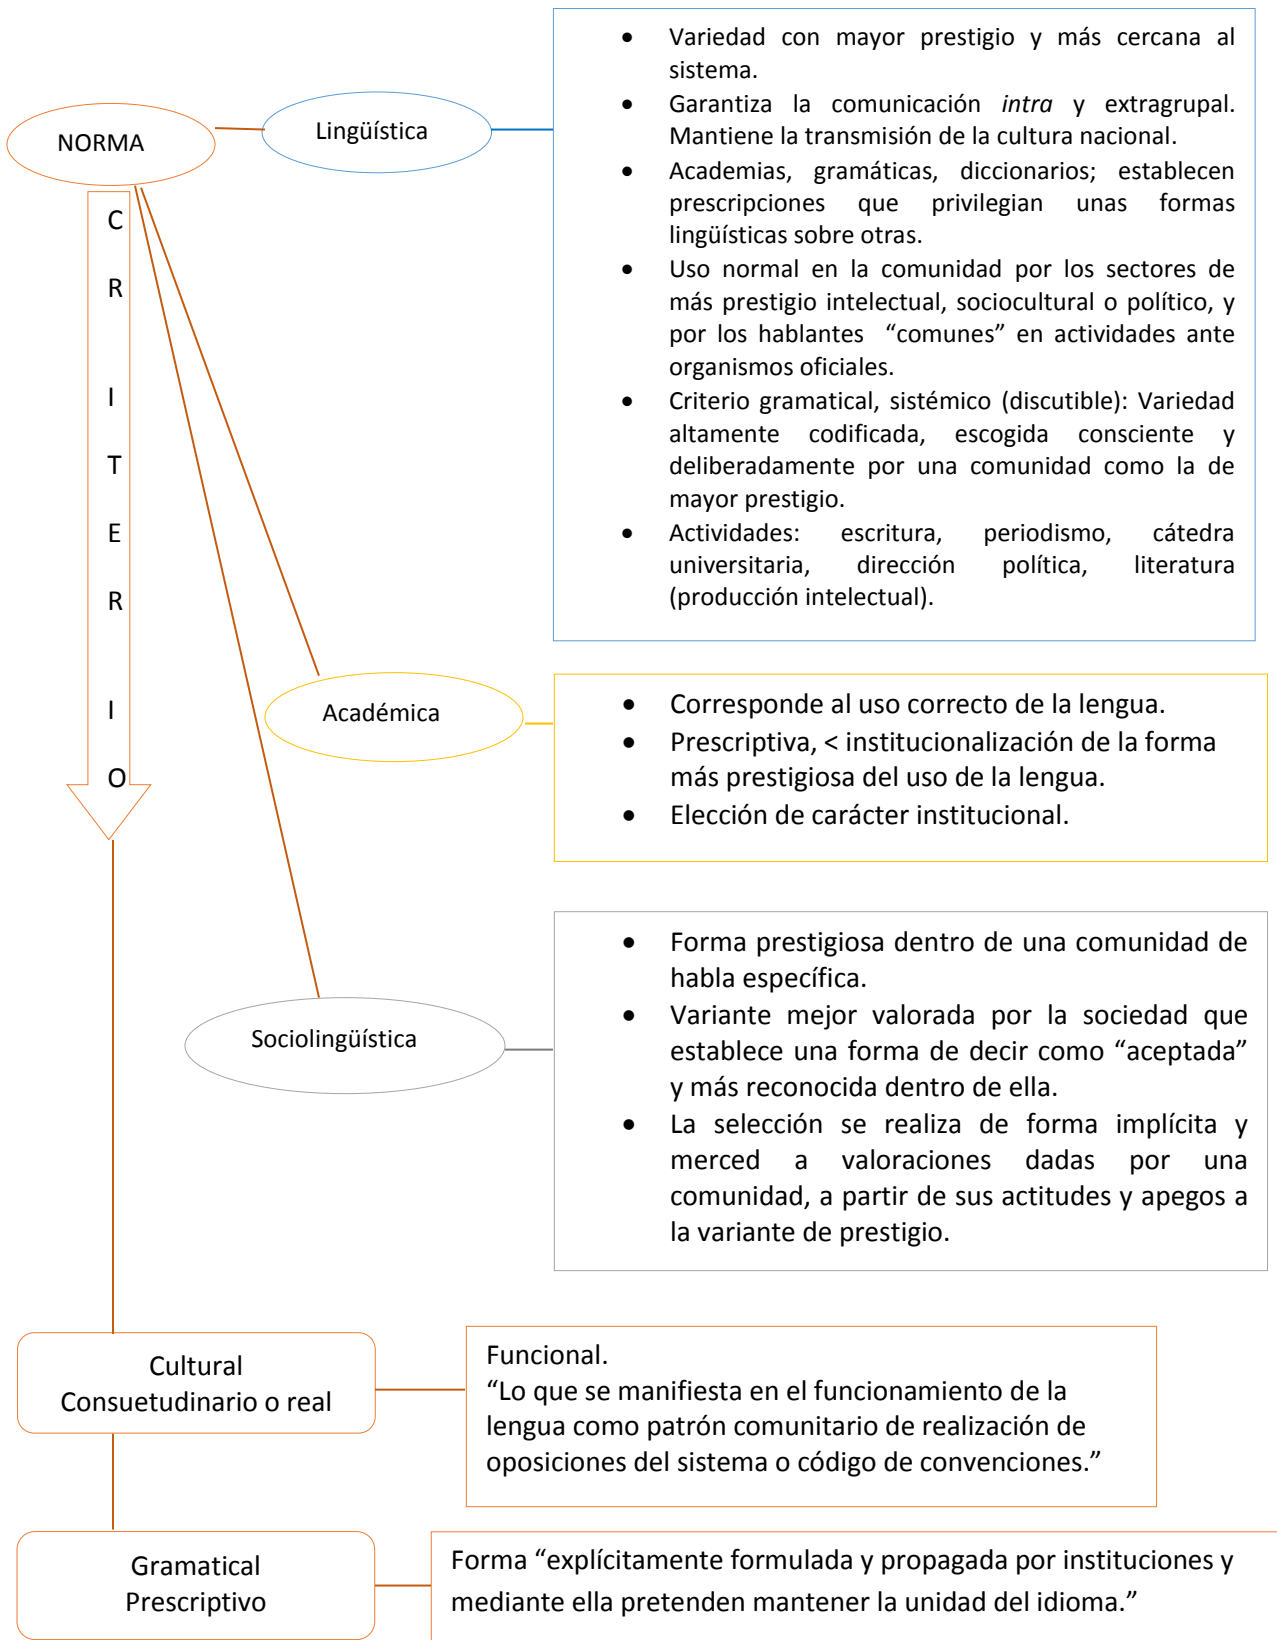 NORMA
C
R
I
T
E
R
I
O
Lingüística
• Variedad con mayor prestigio y más cercana al
sistema.
• Garantiza la comunicación intra y extragrupal.
Mantiene la transmisión de la cultura nacional.
• Academias, gramáticas, diccionarios; establecen
prescripciones que privilegian unas formas
lingüísticas sobre otras.
• Uso normal en la comunidad por los sectores de
más prestigio intelectual, sociocultural o político, y
por los hablantes “comunes” en actividades ante
organismos oficiales.
• Criterio gramatical, sistémico (discutible): Variedad
altamente codificada, escogida consciente y
deliberadamente por una comunidad como la de
mayor prestigio.
• Actividades: escritura, periodismo, cátedra
universitaria, dirección política, literatura
(producción intelectual).
Académica
• Corresponde al uso correcto de la lengua.
• Prescriptiva, < institucionalización de la forma
más prestigiosa del uso de la lengua.
• Elección de carácter institucional.
Sociolingüística
• Forma prestigiosa dentro de una comunidad de
habla específica.
• Variante mejor valorada por la sociedad que
establece una forma de decir como “aceptada”
y más reconocida dentro de ella.
• La selección se realiza de forma implícita y
merced a valoraciones dadas por una
comunidad, a partir de sus actitudes y apegos a
la variante de prestigio.
Cultural
Consuetudinario o real
Funcional.
“Lo que se manifiesta en el funcionamiento de la
lengua como patrón comunitario de realización de
oposiciones del sistema o código de convenciones.”
Gramatical
Prescriptivo
Forma “explícitamente formulada y propagada por instituciones y
mediante ella pretenden mantener la unidad del idioma.”